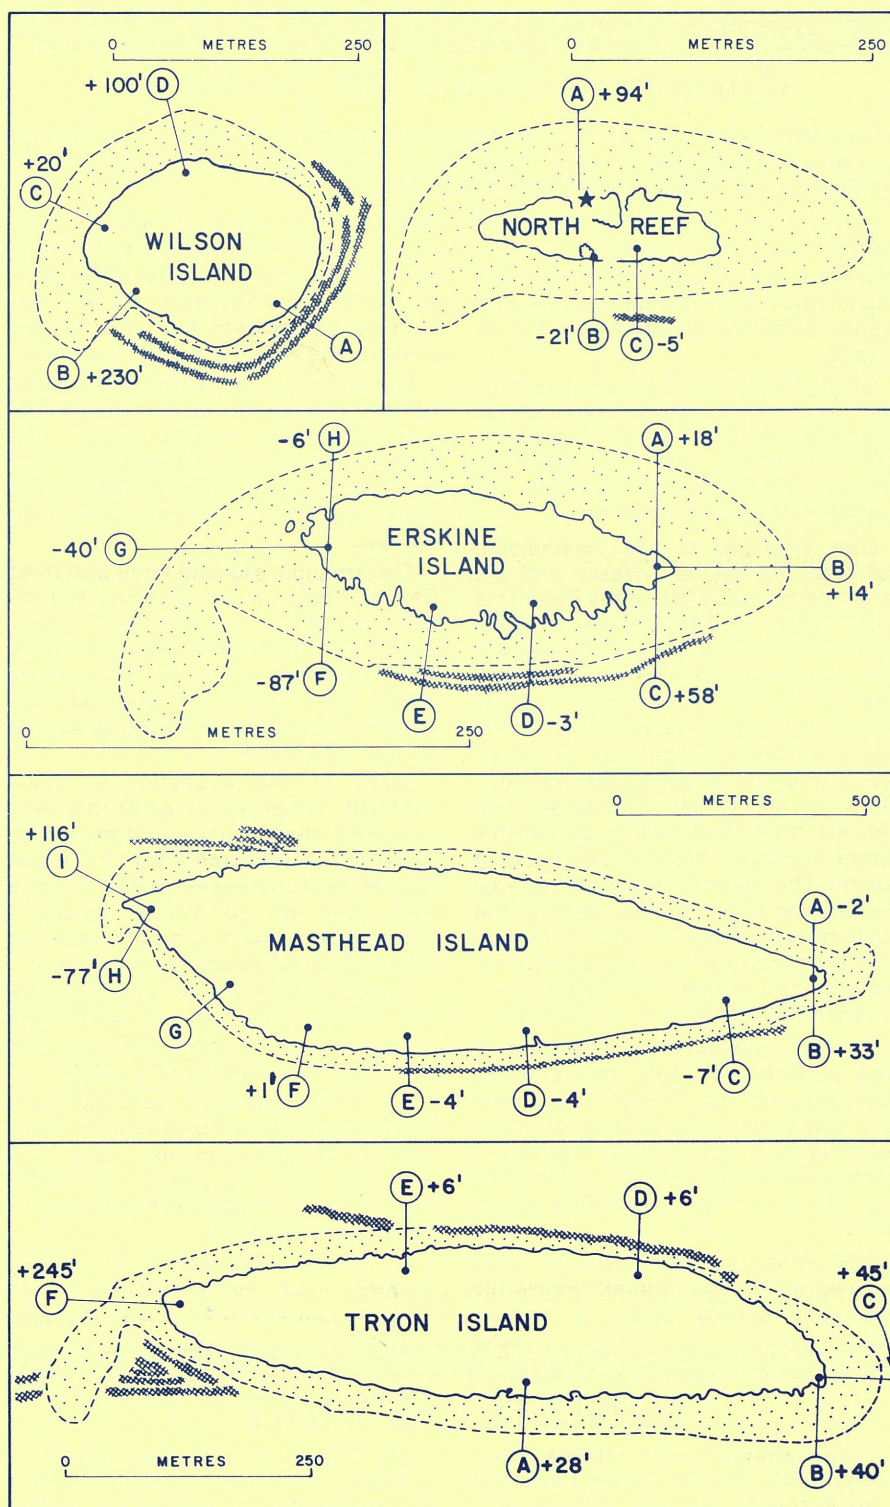 0 METRES 250
+100' D
+20'
C
WILSON
ISLAND
A
B +230'
0 METRES 250
A +94'
NORTH REEF
-21' B
C -5'
-6' H
A +18'
ERSKINE
ISLAND
-40' G
B
+14'
-87' F
E
D -3'
C +58'
0 METRES 250
0 METRES 500
+116'
I
A -2'
MASTHEAD ISLAND
-77' H
G
+1' F
E -4'
D -4'
-7' C
B +33'
E +6'
D +6'
+245'
F
+45'
C
TRYON ISLAND
0 METRES 250
A +28'
B +40'